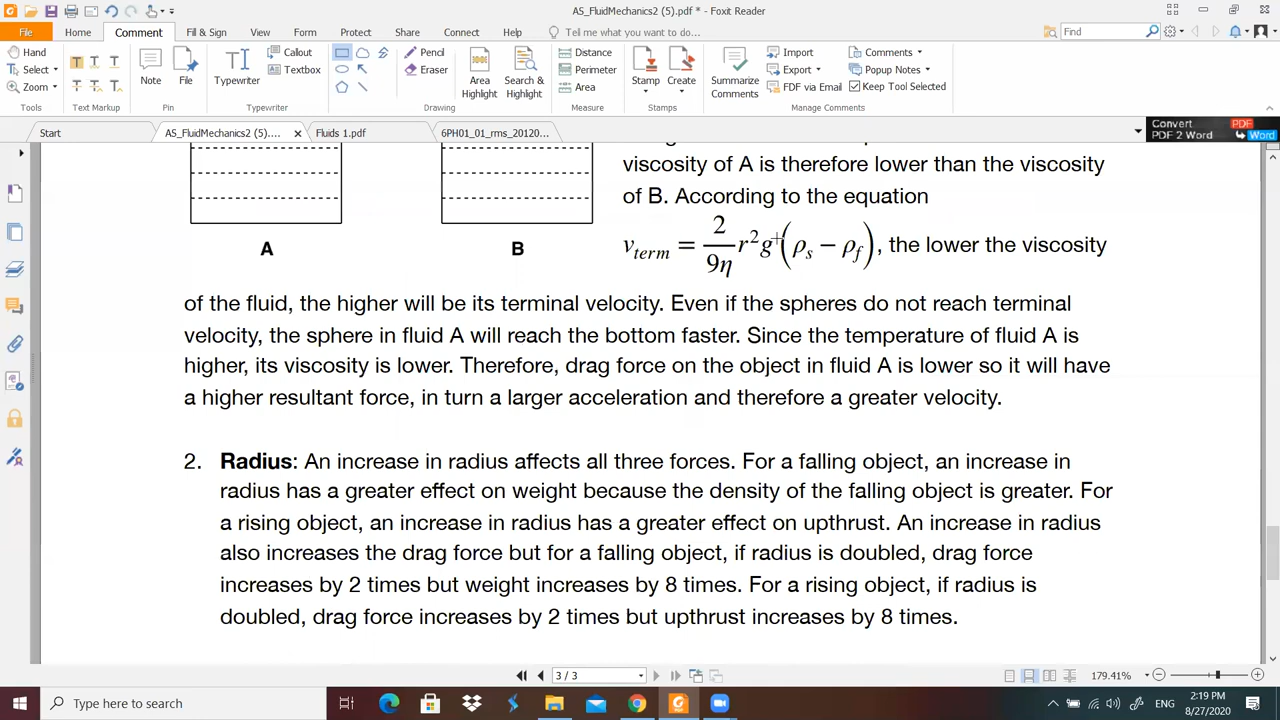 AS_FluidMechanics2 (5).pdf * - Foxit Reader
File Home Comment Fill & Sign View Form Protect Share Connect Help Tell me what you want to do... Find
Hand
Select
Zoom
Tools
Text Markup
Note
File
Pin
Typewriter
Callout
Textbox
Typewriter
Pencil
Eraser
Drawing
Area Highlight
Search & Highlight
Distance
Perimeter
Area
Measure
Stamp
Create
Stamps
Summarize Comments
Import
Export
FDF via Email
Comments
Popup Notes
Keep Tool Selected
Manage Comments
Start AS_FluidMechanics2 (5).... Fluids 1.pdf 6PH01_01_rms_20120...
Convert PDF
PDF 2 Word Word
viscosity of A is therefore lower than the viscosity
of B. According to the equation
A B
v_term = 2/9η r²g(ρ_s − ρ_f), the lower the viscosity
of the fluid, the higher will be its terminal velocity. Even if the spheres do not reach terminal
velocity, the sphere in fluid A will reach the bottom faster. Since the temperature of fluid A is
higher, its viscosity is lower. Therefore, drag force on the object in fluid A is lower so it will have
a higher resultant force, in turn a larger acceleration and therefore a greater velocity.
2. Radius: An increase in radius affects all three forces. For a falling object, an increase in
radius has a greater effect on weight because the density of the falling object is greater. For
a rising object, an increase in radius has a greater effect on upthrust. An increase in radius
also increases the drag force but for a falling object, if radius is doubled, drag force
increases by 2 times but weight increases by 8 times. For a rising object, if radius is
doubled, drag force increases by 2 times but upthrust increases by 8 times.
3 / 3
179.41%
Type here to search
ENG
2:19 PM
8/27/2020